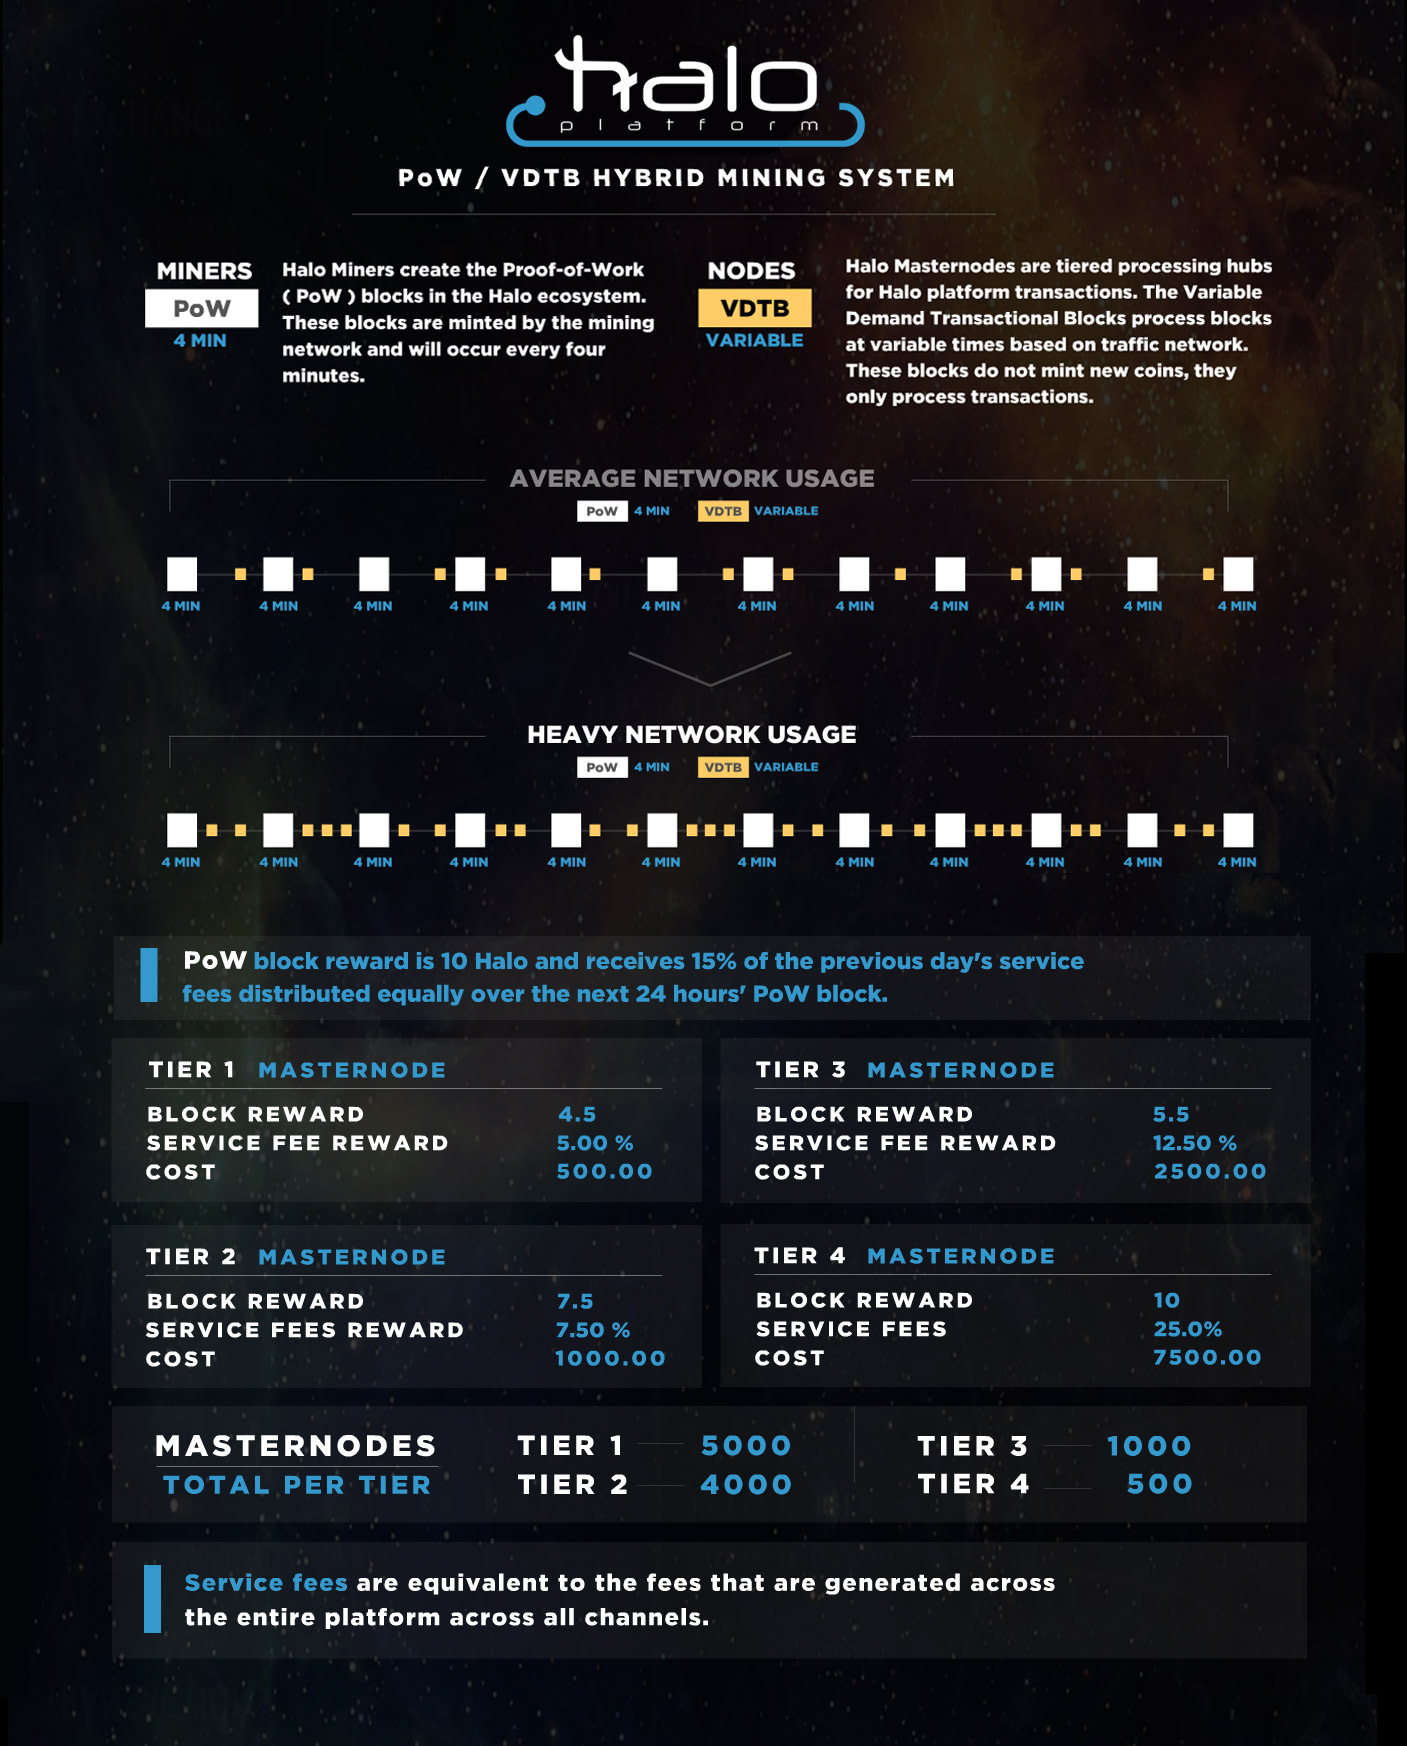 halo
platform
PoW / VDTB HYBRID MINING SYSTEM
MINERS
PoW
4 MIN
Halo Miners create the Proof-of-Work
( PoW ) blocks in the Halo ecosystem.
These blocks are minted by the mining
network and will occur every four
minutes.
NODES
VDTB
VARIABLE
Halo Masternodes are tiered processing hubs
for Halo platform transactions. The Variable
Demand Transactional Blocks process blocks
at variable times based on traffic network.
These blocks do not mint new coins, they
only process transactions.
AVERAGE NETWORK USAGE
PoW 4 MIN VDTB VARIABLE
4 MIN 4 MIN 4 MIN 4 MIN 4 MIN 4 MIN 4 MIN 4 MIN 4 MIN 4 MIN 4 MIN 4 MIN
HEAVY NETWORK USAGE
PoW 4 MIN VDTB VARIABLE
4 MIN 4 MIN 4 MIN 4 MIN 4 MIN 4 MIN 4 MIN 4 MIN 4 MIN 4 MIN 4 MIN 4 MIN
PoW block reward is 10 Halo and receives 15% of the previous day's service
fees distributed equally over the next 24 hours' PoW block.
TIER 1 MASTERNODE
BLOCK REWARD 4.5
SERVICE FEE REWARD 5.00 %
COST 500.00
TIER 3 MASTERNODE
BLOCK REWARD 5.5
SERVICE FEE REWARD 12.50 %
COST 2500.00
TIER 2 MASTERNODE
BLOCK REWARD 7.5
SERVICE FEES REWARD 7.50 %
COST 1000.00
TIER 4 MASTERNODE
BLOCK REWARD 10
SERVICE FEES 25.0%
COST 7500.00
MASTERNODES
TOTAL PER TIER
TIER 1 5000
TIER 2 4000
TIER 3 1000
TIER 4 500
Service fees are equivalent to the fees that are generated across
the entire platform across all channels.